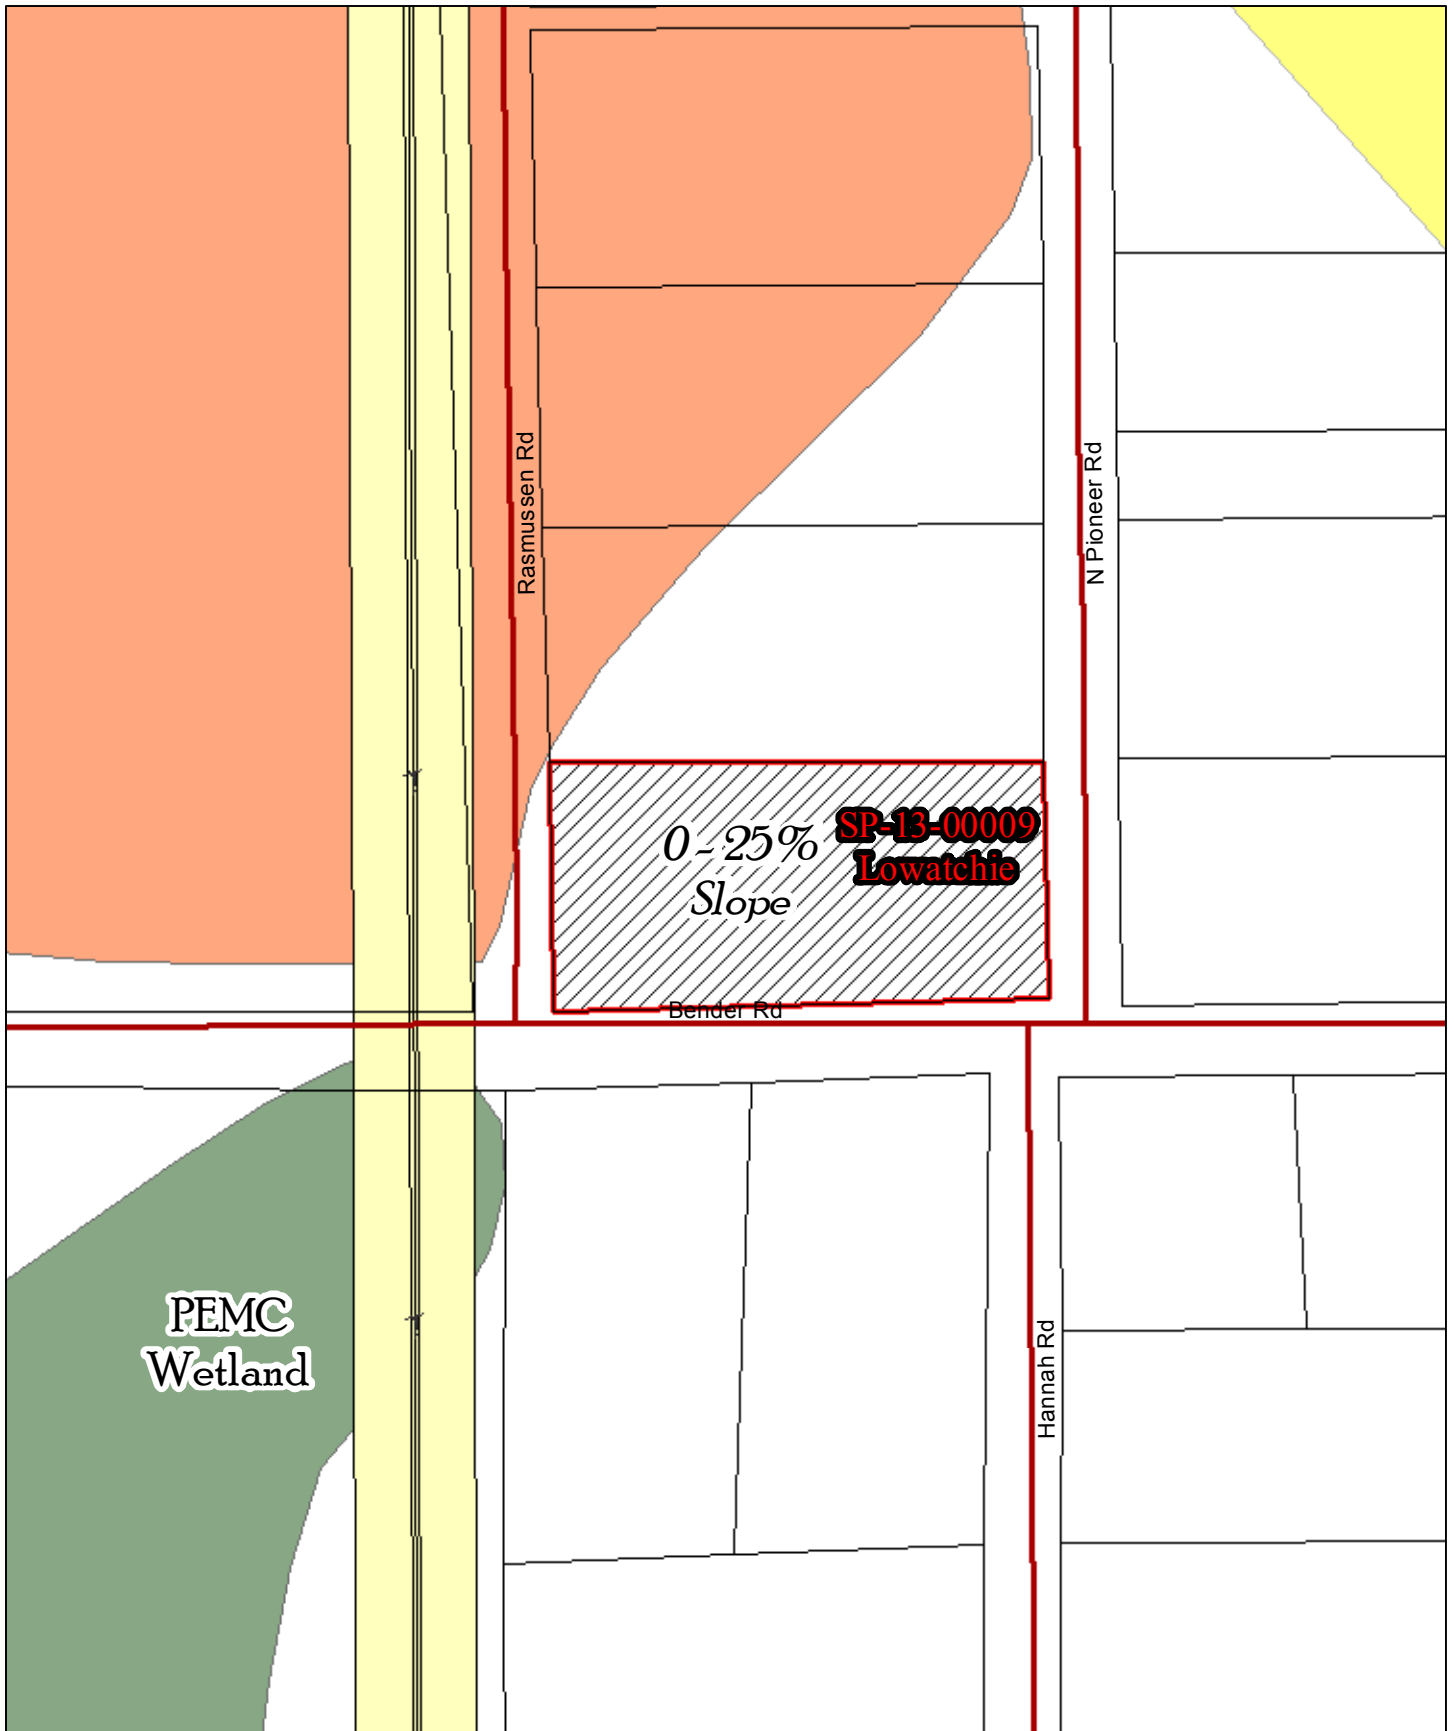 Rasmussen Rd
N Pioneer Rd
0 - 25%
Slope
SP-13-00009
Lowatchie
Bender Rd
PEMC
Wetland
Hannah Rd